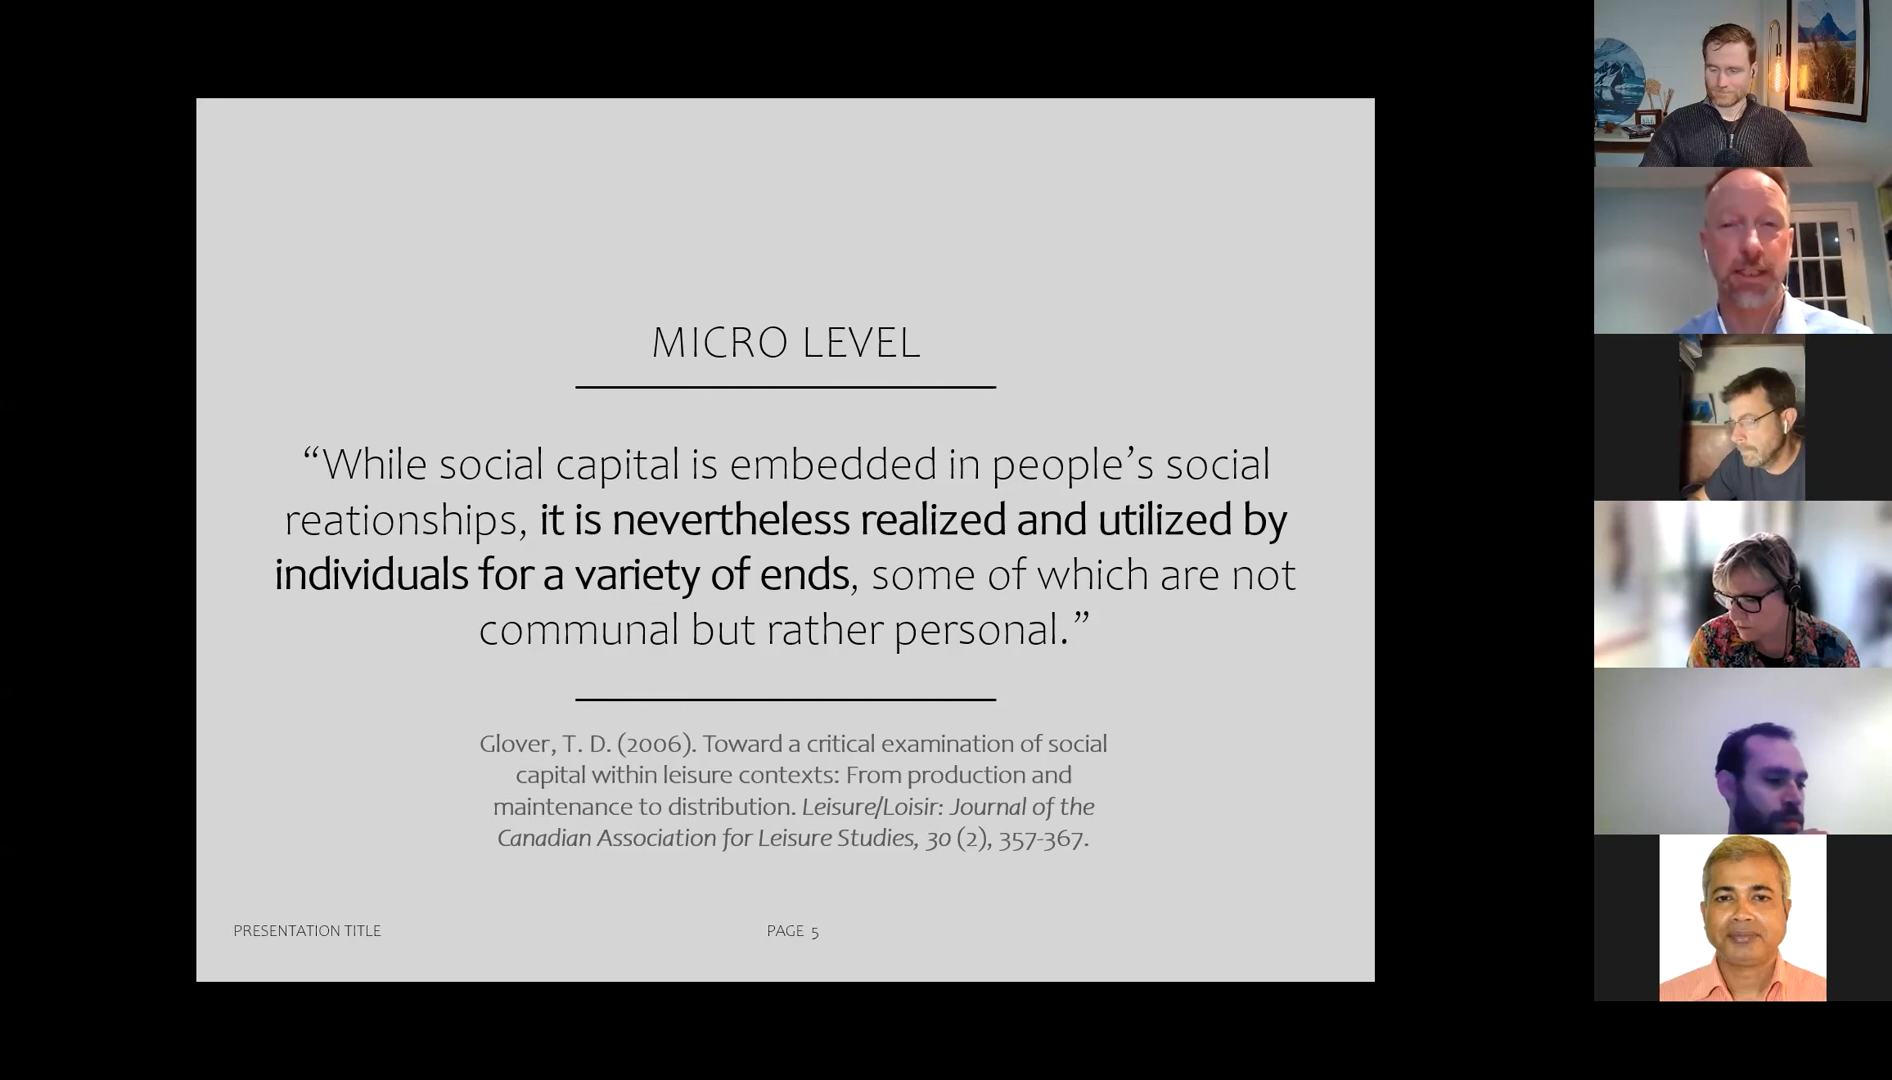 MICRO LEVEL
“While social capital is embedded in people’s social
reationships, it is nevertheless realized and utilized by
individuals for a variety of ends, some of which are not
communal but rather personal.”
Glover, T. D. (2006). Toward a critical examination of social
capital within leisure contexts: From production and
maintenance to distribution. Leisure/Loisir: Journal of the
Canadian Association for Leisure Studies, 30 (2), 357-367.
PRESENTATION TITLE
PAGE 5